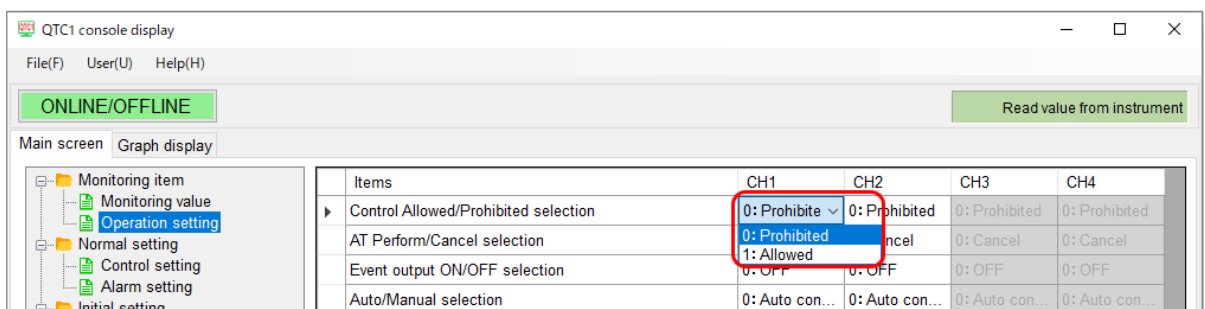 QTC1 console display
File(F) User(U) Help(H)
ONLINE/OFFLINE
Read value from instrument
Main screen Graph display
Monitoring item
Monitoring value
Operation setting
Normal setting
Control setting
Alarm setting
Initial setting
Items CH1 CH2 CH3 CH4
Control Allowed/Prohibited selection 0: Prohibite 0: Prohibited 0: Prohibited 0: Prohibited
0: Prohibited
1: Allowed
AT Perform/Cancel selection ncel 0: Cancel 0: Cancel
Event output ON/OFF selection 0: OFF 0: OFF 0: OFF 0: OFF
Auto/Manual selection 0: Auto con... 0: Auto con... 0: Auto con... 0: Auto con...